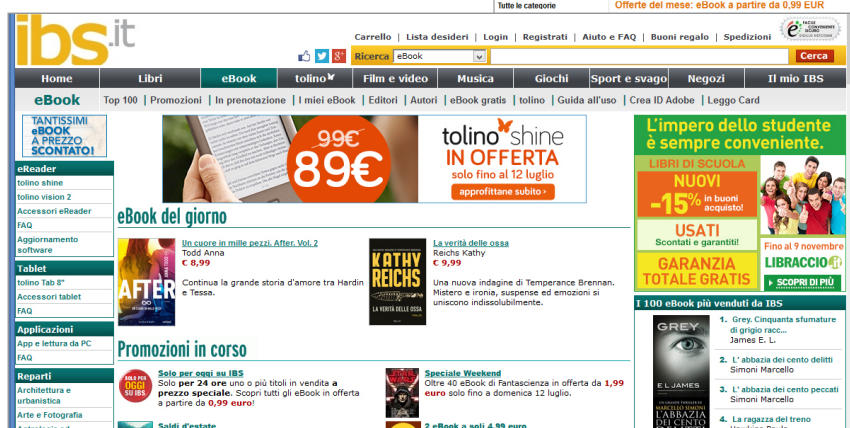 Tutte le categorie
Offerte del mese: eBook a partire da 0,99 EUR
ibs.it
Carrello | Lista desideri | Login | Registrati | Aiuto e FAQ | Buoni regalo | Spedizioni
Ricerca eBook Cerca
Home Libri eBook tolino Film e video Musica Giochi Sport e svago Negozi Il mio IBS
eBook Top 100 | Promozioni | In prenotazione | I miei eBook | Editori | Autori | eBook gratis | tolino | Guida all'uso | Crea ID Adobe | Leggo Card
TANTISSIMI
eBOOK
A PREZZO
SCONTATO!
eReader
tolino shine
tolino vision 2
Accessori eReader
FAQ
Aggiornamento
software
Tablet
tolino Tab 8"
Accessori tablet
FAQ
Applicazioni
App e lettura da PC
FAQ
Reparti
Architettura e
urbanistica
Arte e Fotografia
99€
89€
tolino shine
IN OFFERTA
solo fino al 12 luglio
approfittane subito ›
eBook del giorno
AFTER
Un cuore in mille pezzi. After. Vol. 2
Todd Anna
€ 8,99
Continua la grande storia d'amore tra Hardin
e Tessa.
KATHY
REICHS
LA VERITÀ DELLE OSSA
La verità delle ossa
Reichs Kathy
€ 9,99
Una nuova indagine di Temperance Brennan.
Mistero e ironia, suspense ed emozioni si
uniscono indissolubilmente.
Promozioni in corso
SOLO PER
OGGI
SU IBS
Solo per oggi su IBS
Solo per 24 ore uno o più titoli in vendita a
prezzo speciale. Scopri tutti gli eBook in offerta
a partire da 0,99 euro!
Speciale Weekend
Oltre 40 eBook di Fantascienza in offerta da 1,99
euro solo fino a domenica 12 luglio.
Saldi d'estate
2 eBook a soli 4,99 euro
L'impero dello studente
è sempre conveniente.
LIBRI DI SCUOLA
NUOVI
-15% in buoni
acquisto!
USATI
Scontati e garantiti!
GARANZIA
TOTALE GRATIS
Fino al 9 novembre
LIBRACCIO.it
SCOPRI DI PIÙ
I 100 eBook più venduti da IBS
GREY
E L JAMES
MARCELLO SIMONI
L'ABBAZIA
DEI CENTO
1. Grey. Cinquanta sfumature
di grigio racc...
James E. L.
2. L' abbazia dei cento delitti
Simoni Marcello
3. L' abbazia dei cento peccati
Simoni Marcello
4. La ragazza del treno